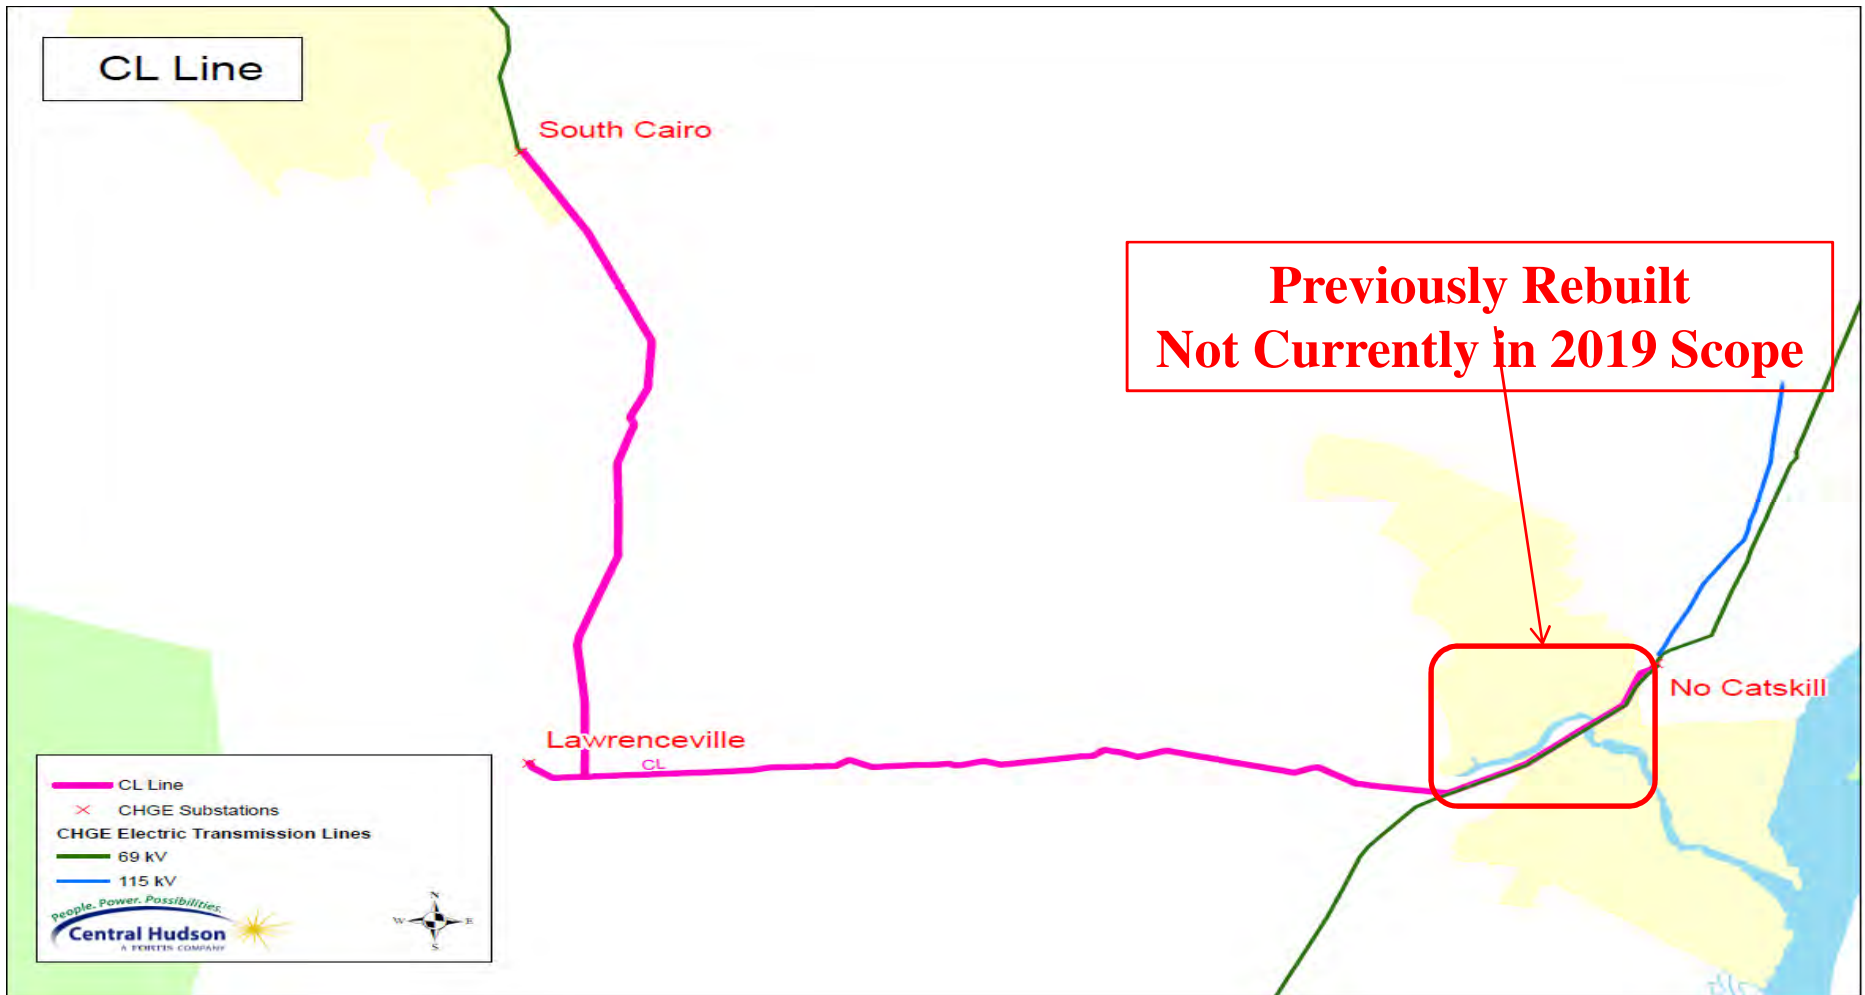 CL Line
South Cairo
Previously Rebuilt
Not Currently in 2019 Scope
No Catskill
Lawrenceville
CL
CL Line
CHGE Substations
CHGE Electric Transmission Lines
69 kV
115 kV
People. Power. Possibilities.
Central Hudson
A FORTIS COMPANY
N
W E
S